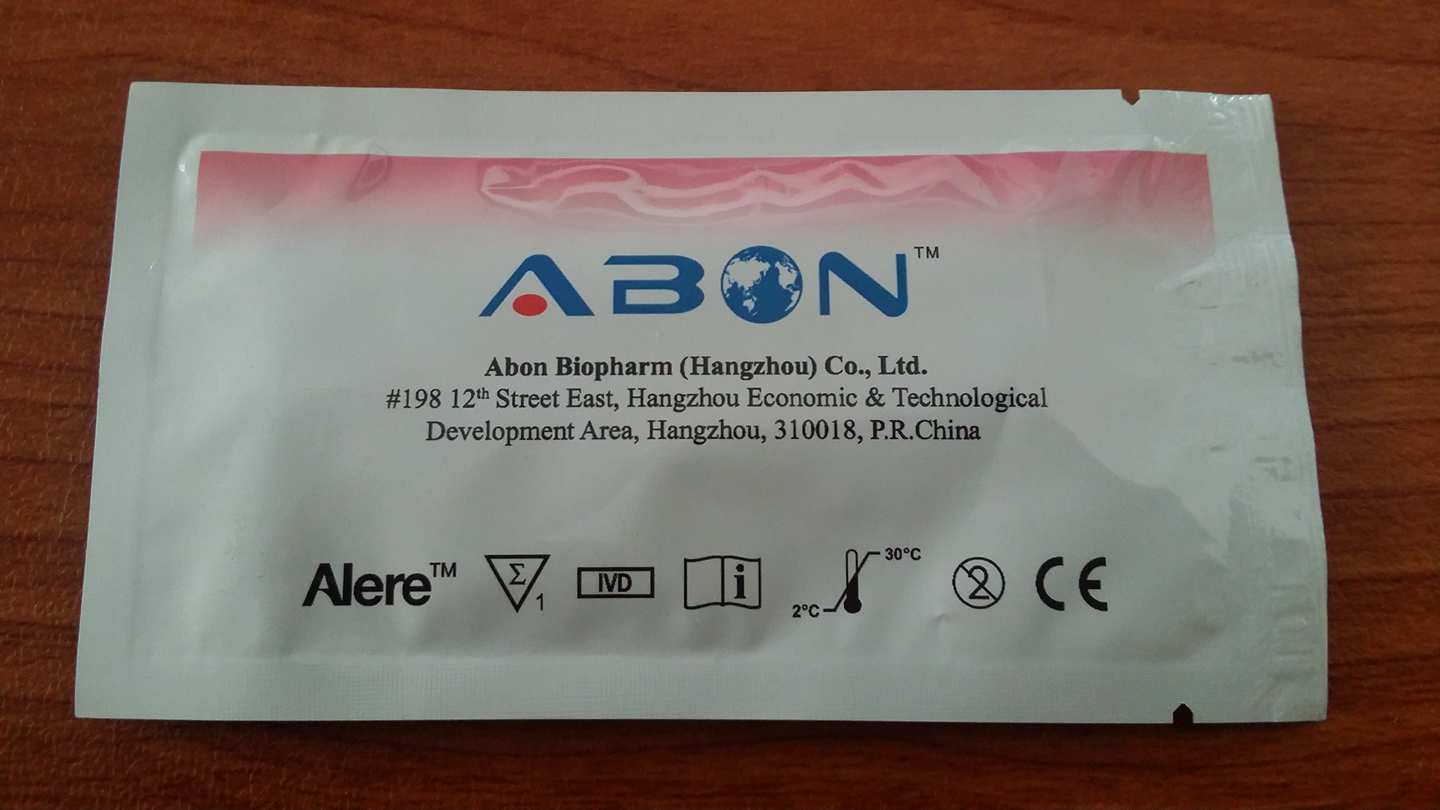 ABON™
Abon Biopharm (Hangzhou) Co., Ltd.
#198 12th Street East, Hangzhou Economic & Technological
Development Area, Hangzhou, 310018, P.R.China
Alere™ Σ 1 IVD i 2°C 30°C 2 CE